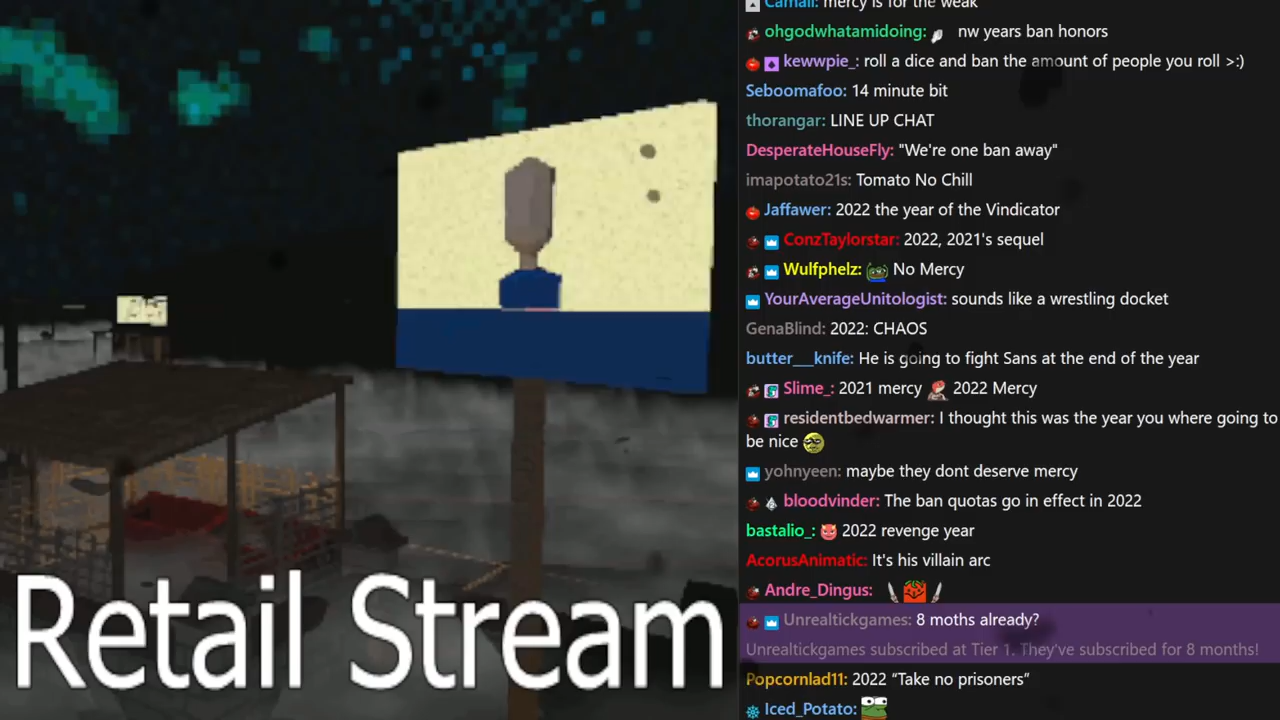 Camali: mercy is for the weak
ohgodwhatamidoing: nw years ban honors
kewwpie_: roll a dice and ban the amount of people you roll >:)
Seboomafoo: 14 minute bit
thorangar: LINE UP CHAT
DesperateHouseFly: "We're one ban away"
imapotato21s: Tomato No Chill
Jaffawer: 2022 the year of the Vindicator
ConzTaylorstar: 2022, 2021's sequel
Wulfphelz: No Mercy
YourAverageUnitologist: sounds like a wrestling docket
GenaBlind: 2022: CHAOS
butter__knife: He is going to fight Sans at the end of the year
Slime_: 2021 mercy 2022 Mercy
residentbedwarmer: I thought this was the year you where going to
be nice
yohnyeen: maybe they dont deserve mercy
bloodvinder: The ban quotas go in effect in 2022
bastalio_: 2022 revenge year
AcorusAnimatic: It's his villain arc
Andre_Dingus:
Unrealtickgames: 8 moths already?
Unrealtickgames subscribed at Tier 1. They've subscribed for 8 months!
Popcornlad11: 2022 “Take no prisoners”
Iced_Potato:
Retail Stream